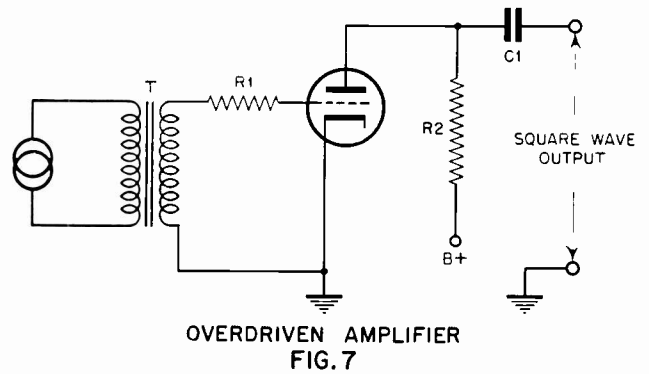 T
R1
R2
C1
B+
SQUARE WAVE
OUTPUT
OVERDRIVEN AMPLIFIER
FIG. 7